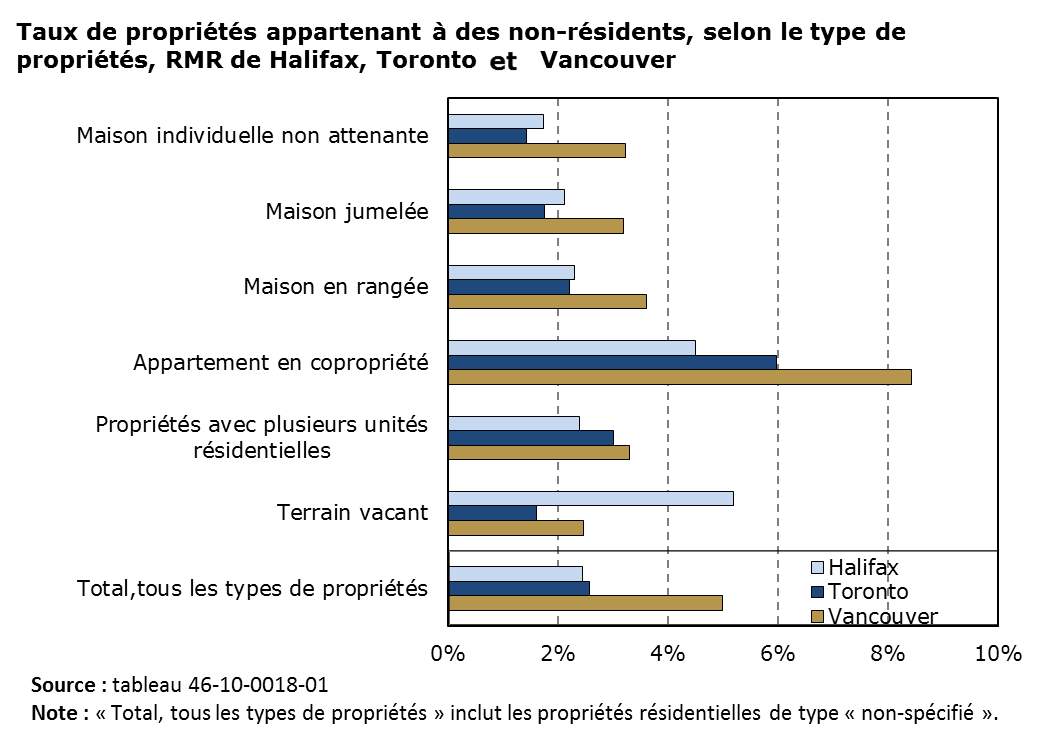 Taux de propriétés appartenant à des non-résidents, selon le type de
propriétés, RMR de Halifax, Toronto et Vancouver
Maison individuelle non attenante
Maison jumelée
Maison en rangée
Appartement en copropriété
Propriétés avec plusieurs unités
résidentielles
Terrain vacant
Total,tous les types de propriétés
Halifax
Toronto
Vancouver
0% 2% 4% 6% 8% 10%
Source : tableau 46-10-0018-01
Note : « Total, tous les types de propriétés » inclut les propriétés résidentielles de type « non-spécifié ».